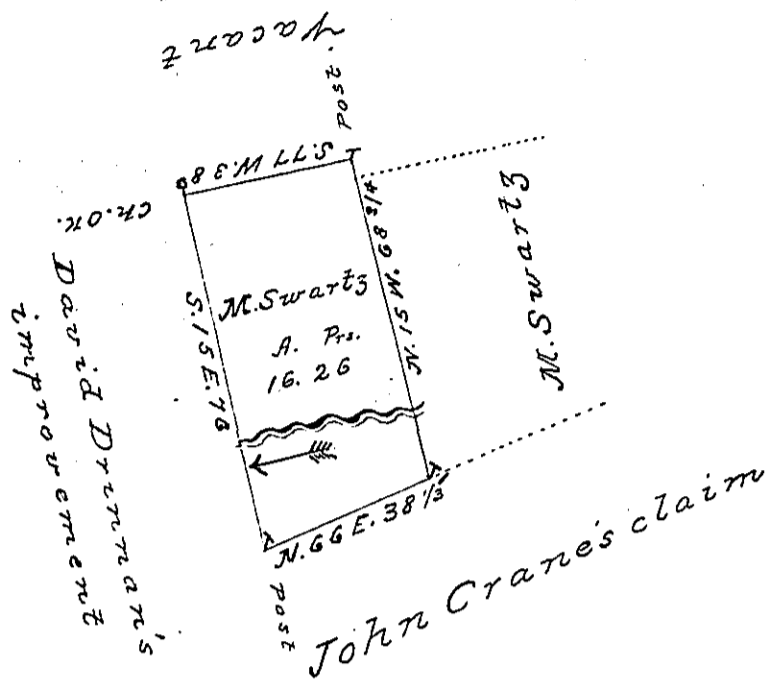 Vacant
post.
S. 77 W. 38
ch. ok.
David Drinnan's
improvement
S. 15 E. 78
M. Swartz
A. Prs.
16. 26
N. 15 W. 68 3/4
M. Swartz
N. 66 E. 38 1/3
post
John Crane's claim